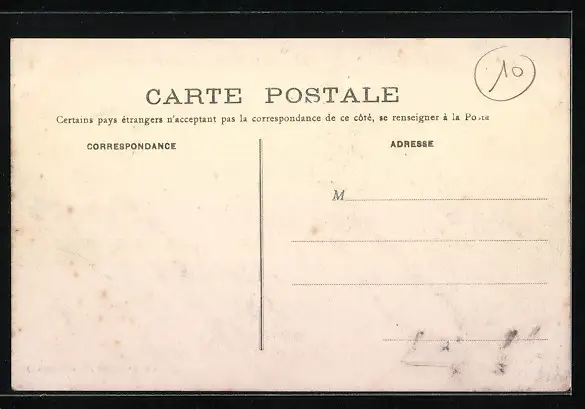 10
CARTE POSTALE
Certains pays étrangers n'acceptant pas la correspondance de ce côté, se renseigner à la Poste
CORRESPONDANCE
ADRESSE
M